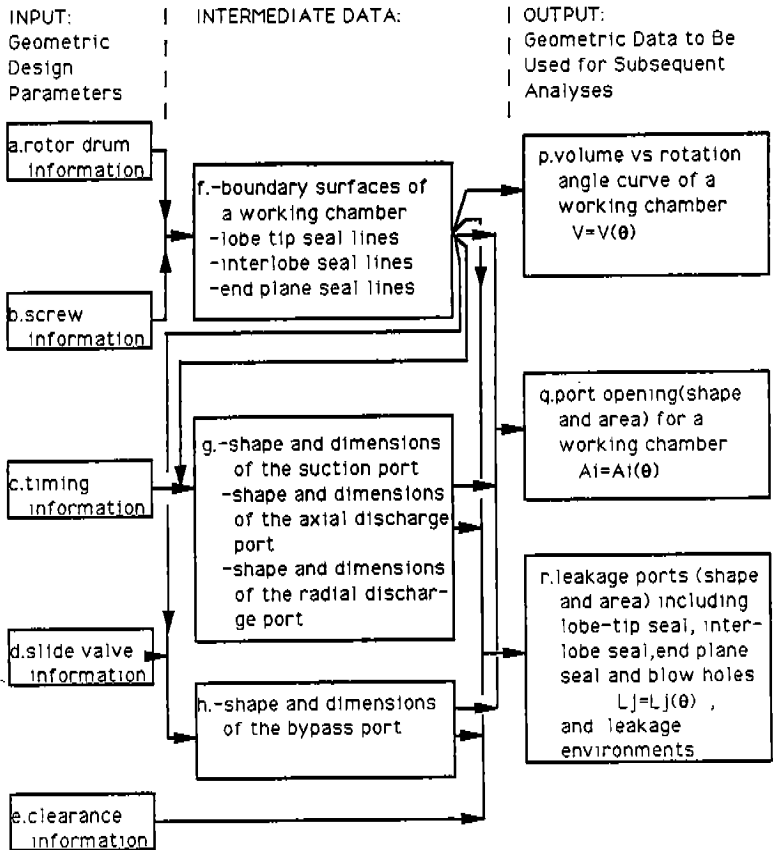 INPUT:
Geometric
Design
Parameters
INTERMEDIATE DATA:
OUTPUT:
Geometric Data to Be
Used for Subsequent
Analyses
a.rotor drum
information
b.screw
information
c.timing
information
d.slide valve
information
e.clearance
information
f.-boundary surfaces of
a working chamber
-lobe tip seal lines
-interlobe seal lines
-end plane seal lines
g.-shape and dimensions
of the suction port
-shape and dimensions
of the axial discharge
port
-shape and dimensions
of the radial dischar-
ge port
h.-shape and dimensions
of the bypass port
p.volume vs rotation
angle curve of a
working chamber
V=V(θ)
q.port opening(shape
and area) for a
working chamber
Ai=Ai(θ)
r.leakage ports (shape
and area) including
lobe-tip seal, inter-
lobe seal,end plane
seal and blow holes
Lj=Lj(θ) ,
and leakage
environments